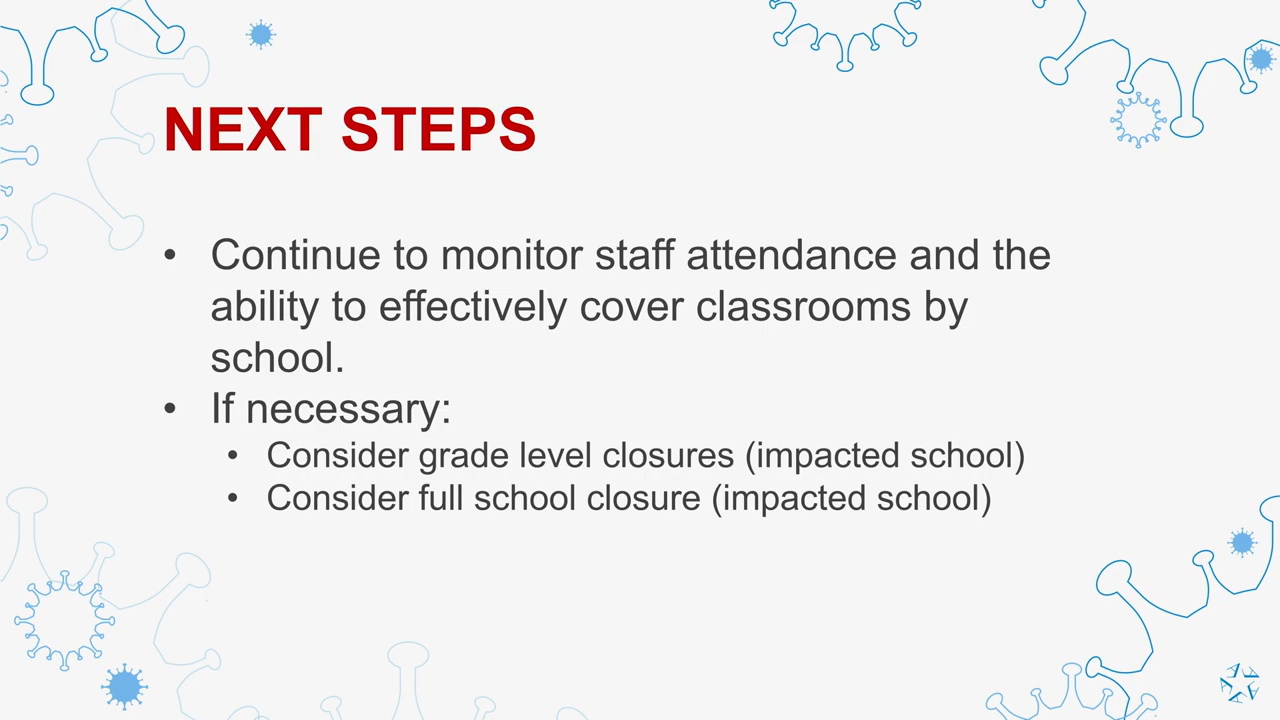 NEXT STEPS
• Continue to monitor staff attendance and the
ability to effectively cover classrooms by
school.
• If necessary:
• Consider grade level closures (impacted school)
• Consider full school closure (impacted school)